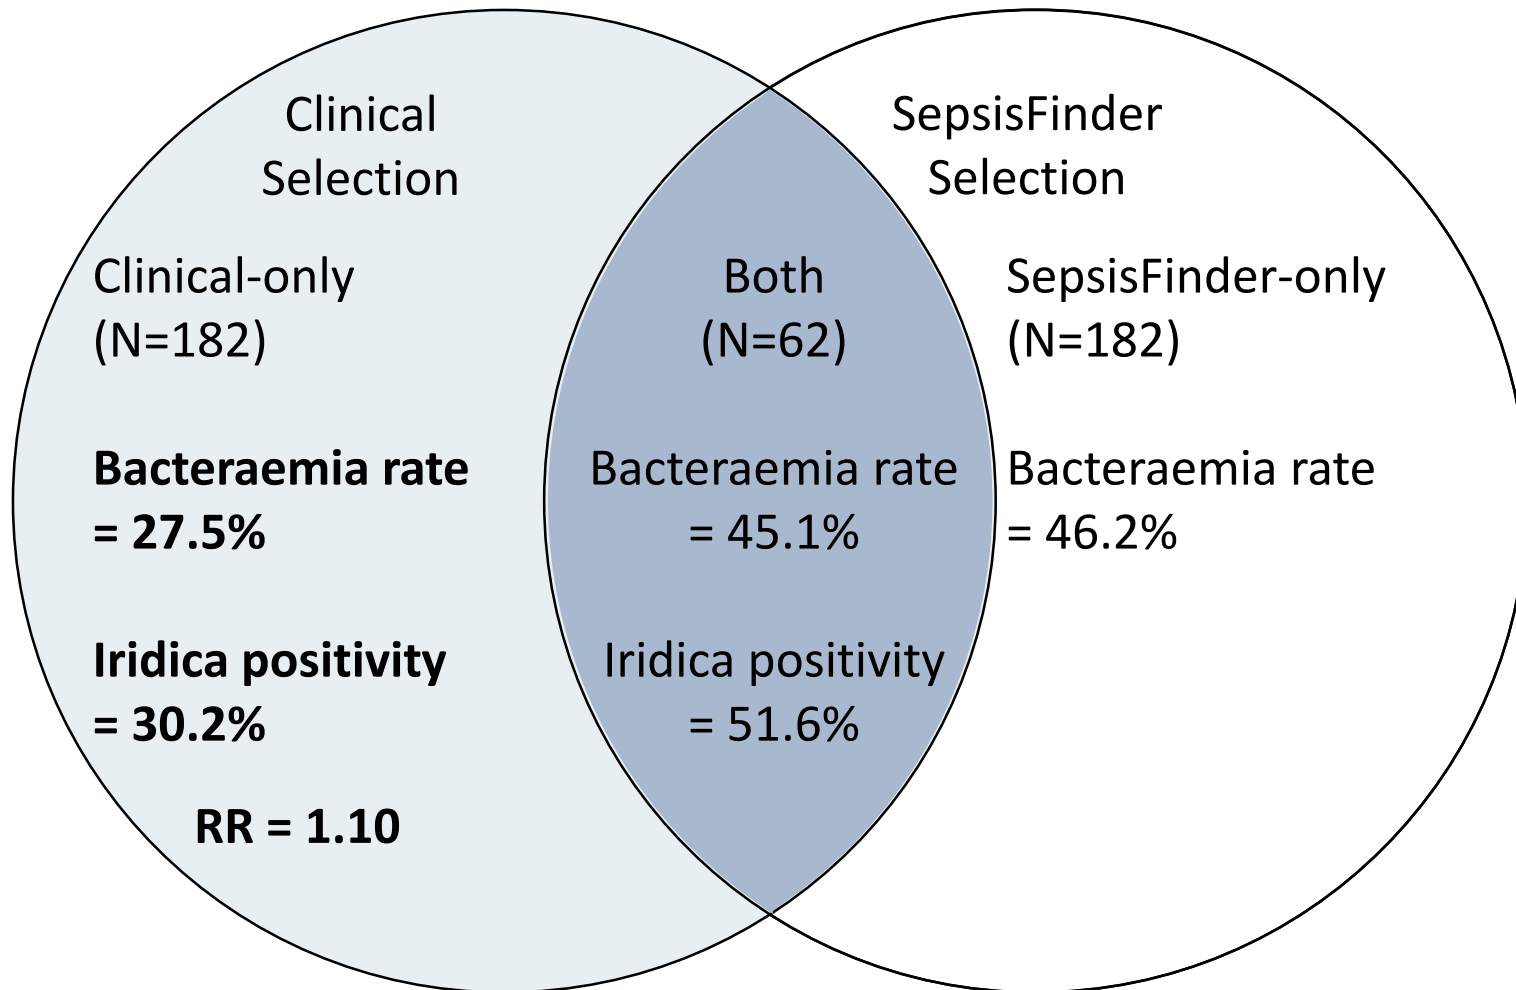 Clinical
Selection
Clinical-only
(N=182)
Bacteraemia rate
= 27.5%
Iridica positivity
= 30.2%
RR = 1.10
Both
(N=62)
Bacteraemia rate
= 45.1%
Iridica positivity
= 51.6%
SepsisFinder
Selection
SepsisFinder-only
(N=182)
Bacteraemia rate
= 46.2%